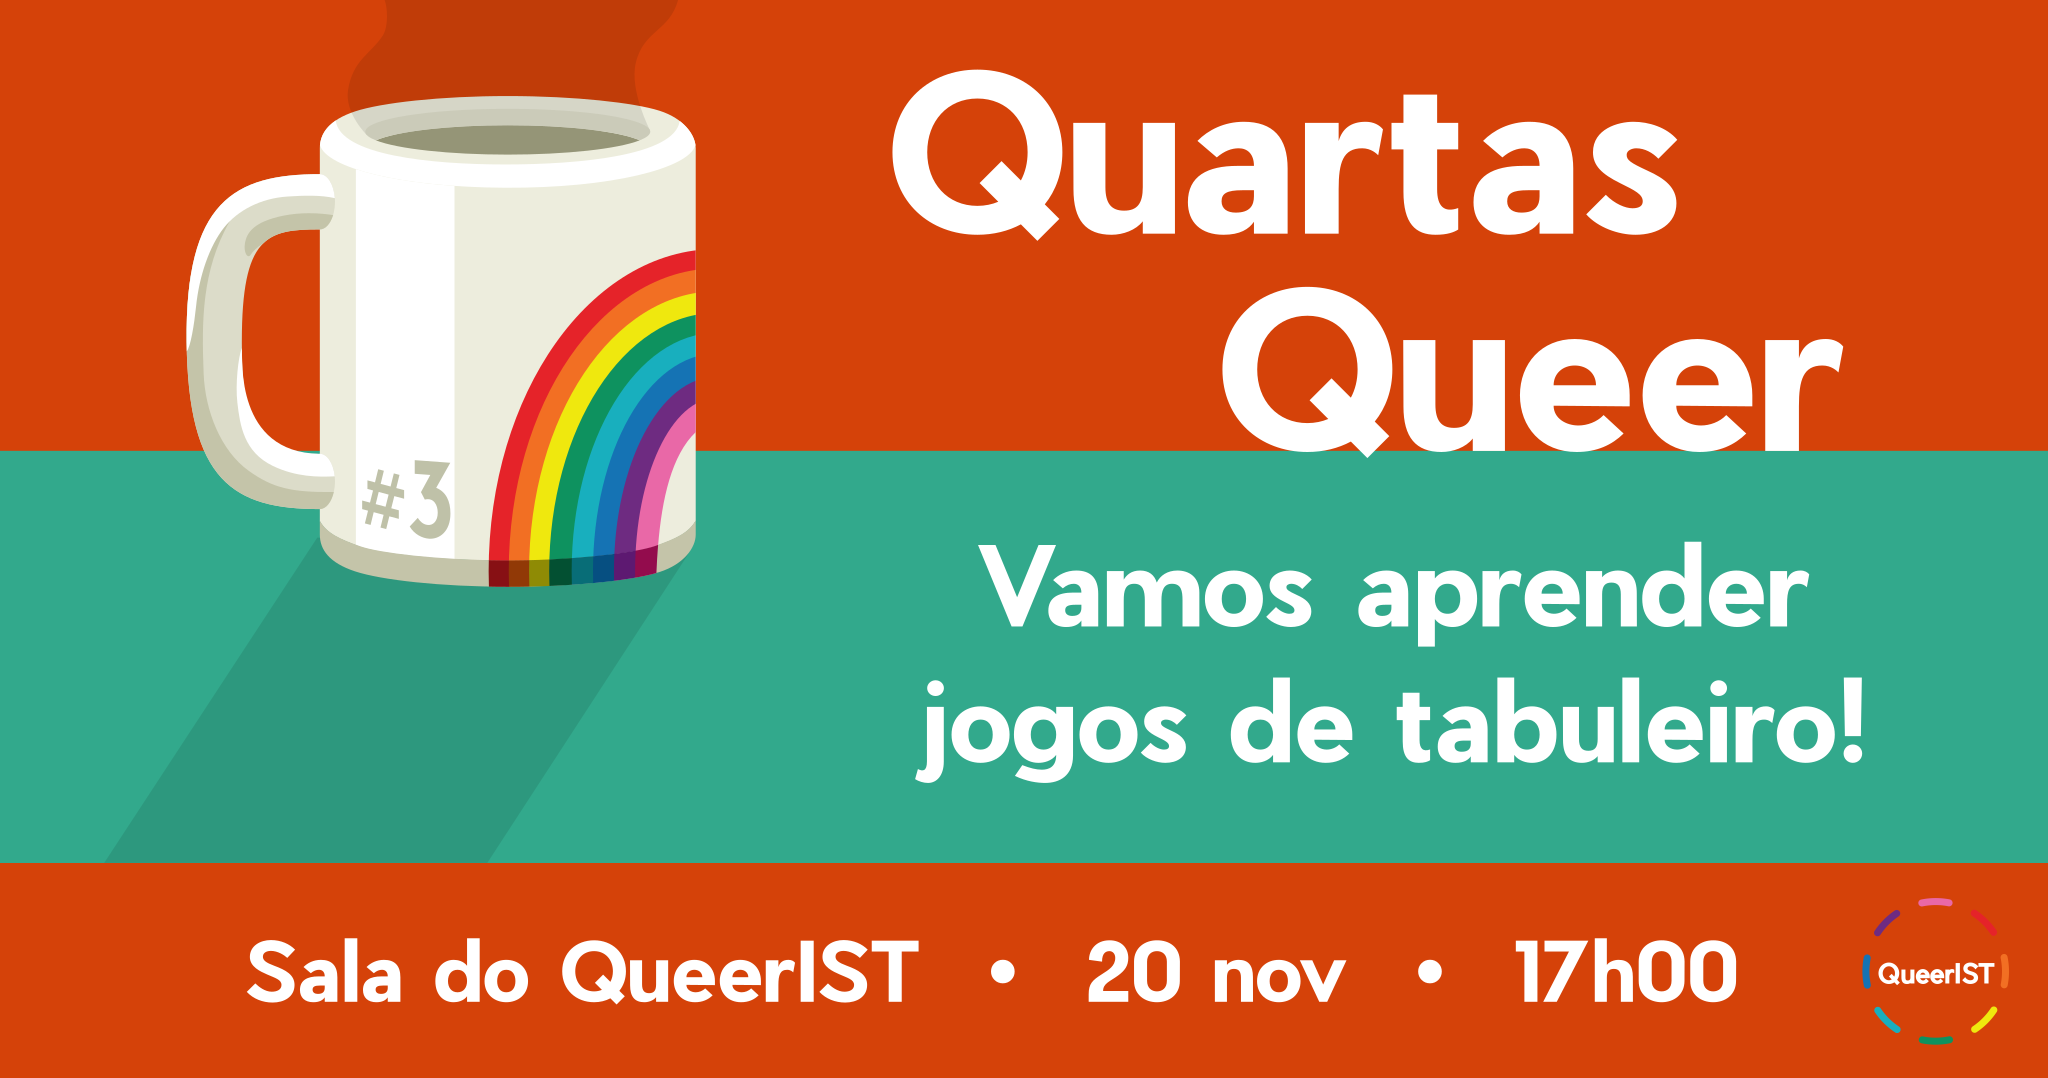 Quartas
Queer
#3
Vamos aprender
jogos de tabuleiro!
Sala do QueerIST • 20 nov • 17h00
QueerIST